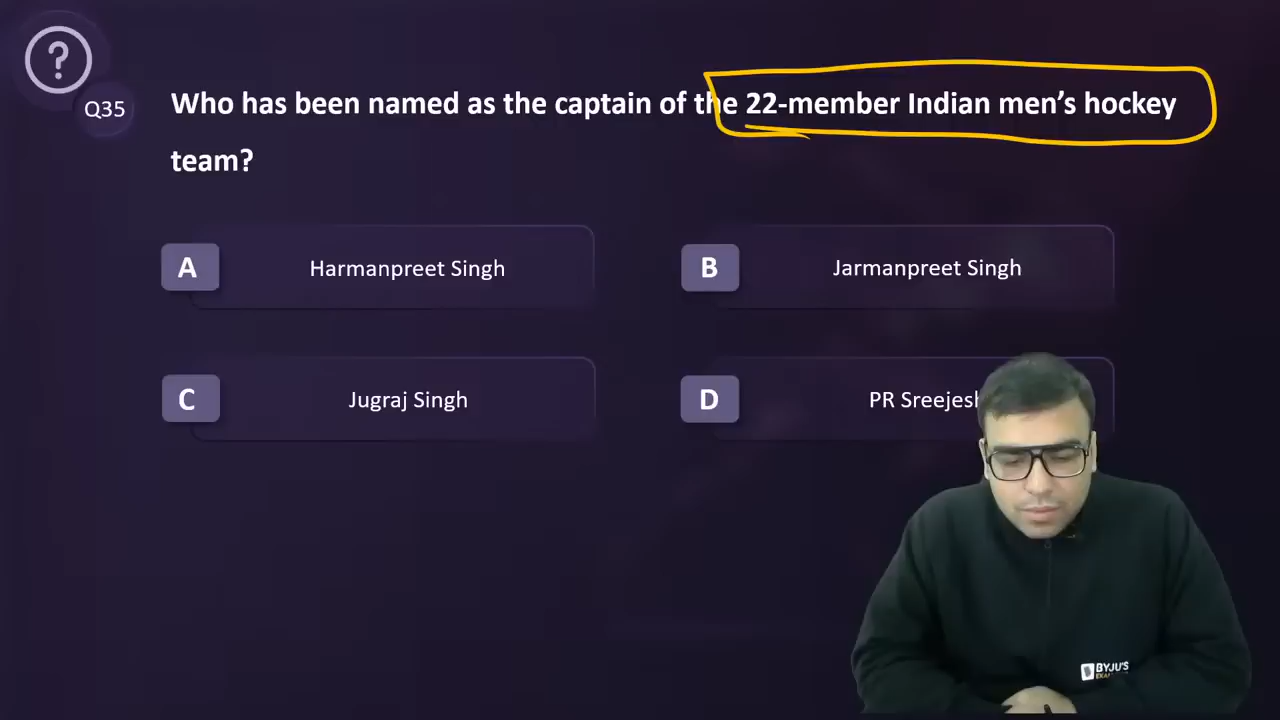 ?
Q35
Who has been named as the captain of the 22-member Indian men's hockey
team?
A
Harmanpreet Singh
B
Jarmanpreet Singh
C
Jugraj Singh
D
PR Sreejesh
BYJU'S